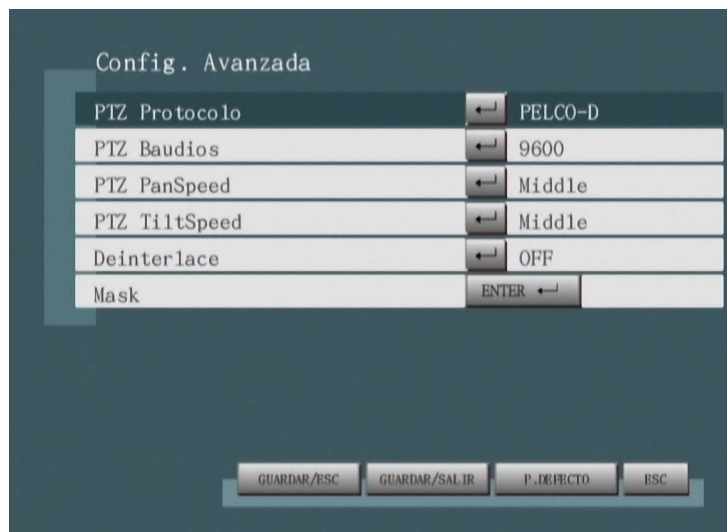 Config. Avanzada
PTZ Protocolo PELCO-D
PTZ Baudios 9600
PTZ PanSpeed Middle
PTZ TiltSpeed Middle
Deinterlace OFF
Mask ENTER
GUARDAR/ESC GUARDAR/SALIR P.DEFECTO ESC